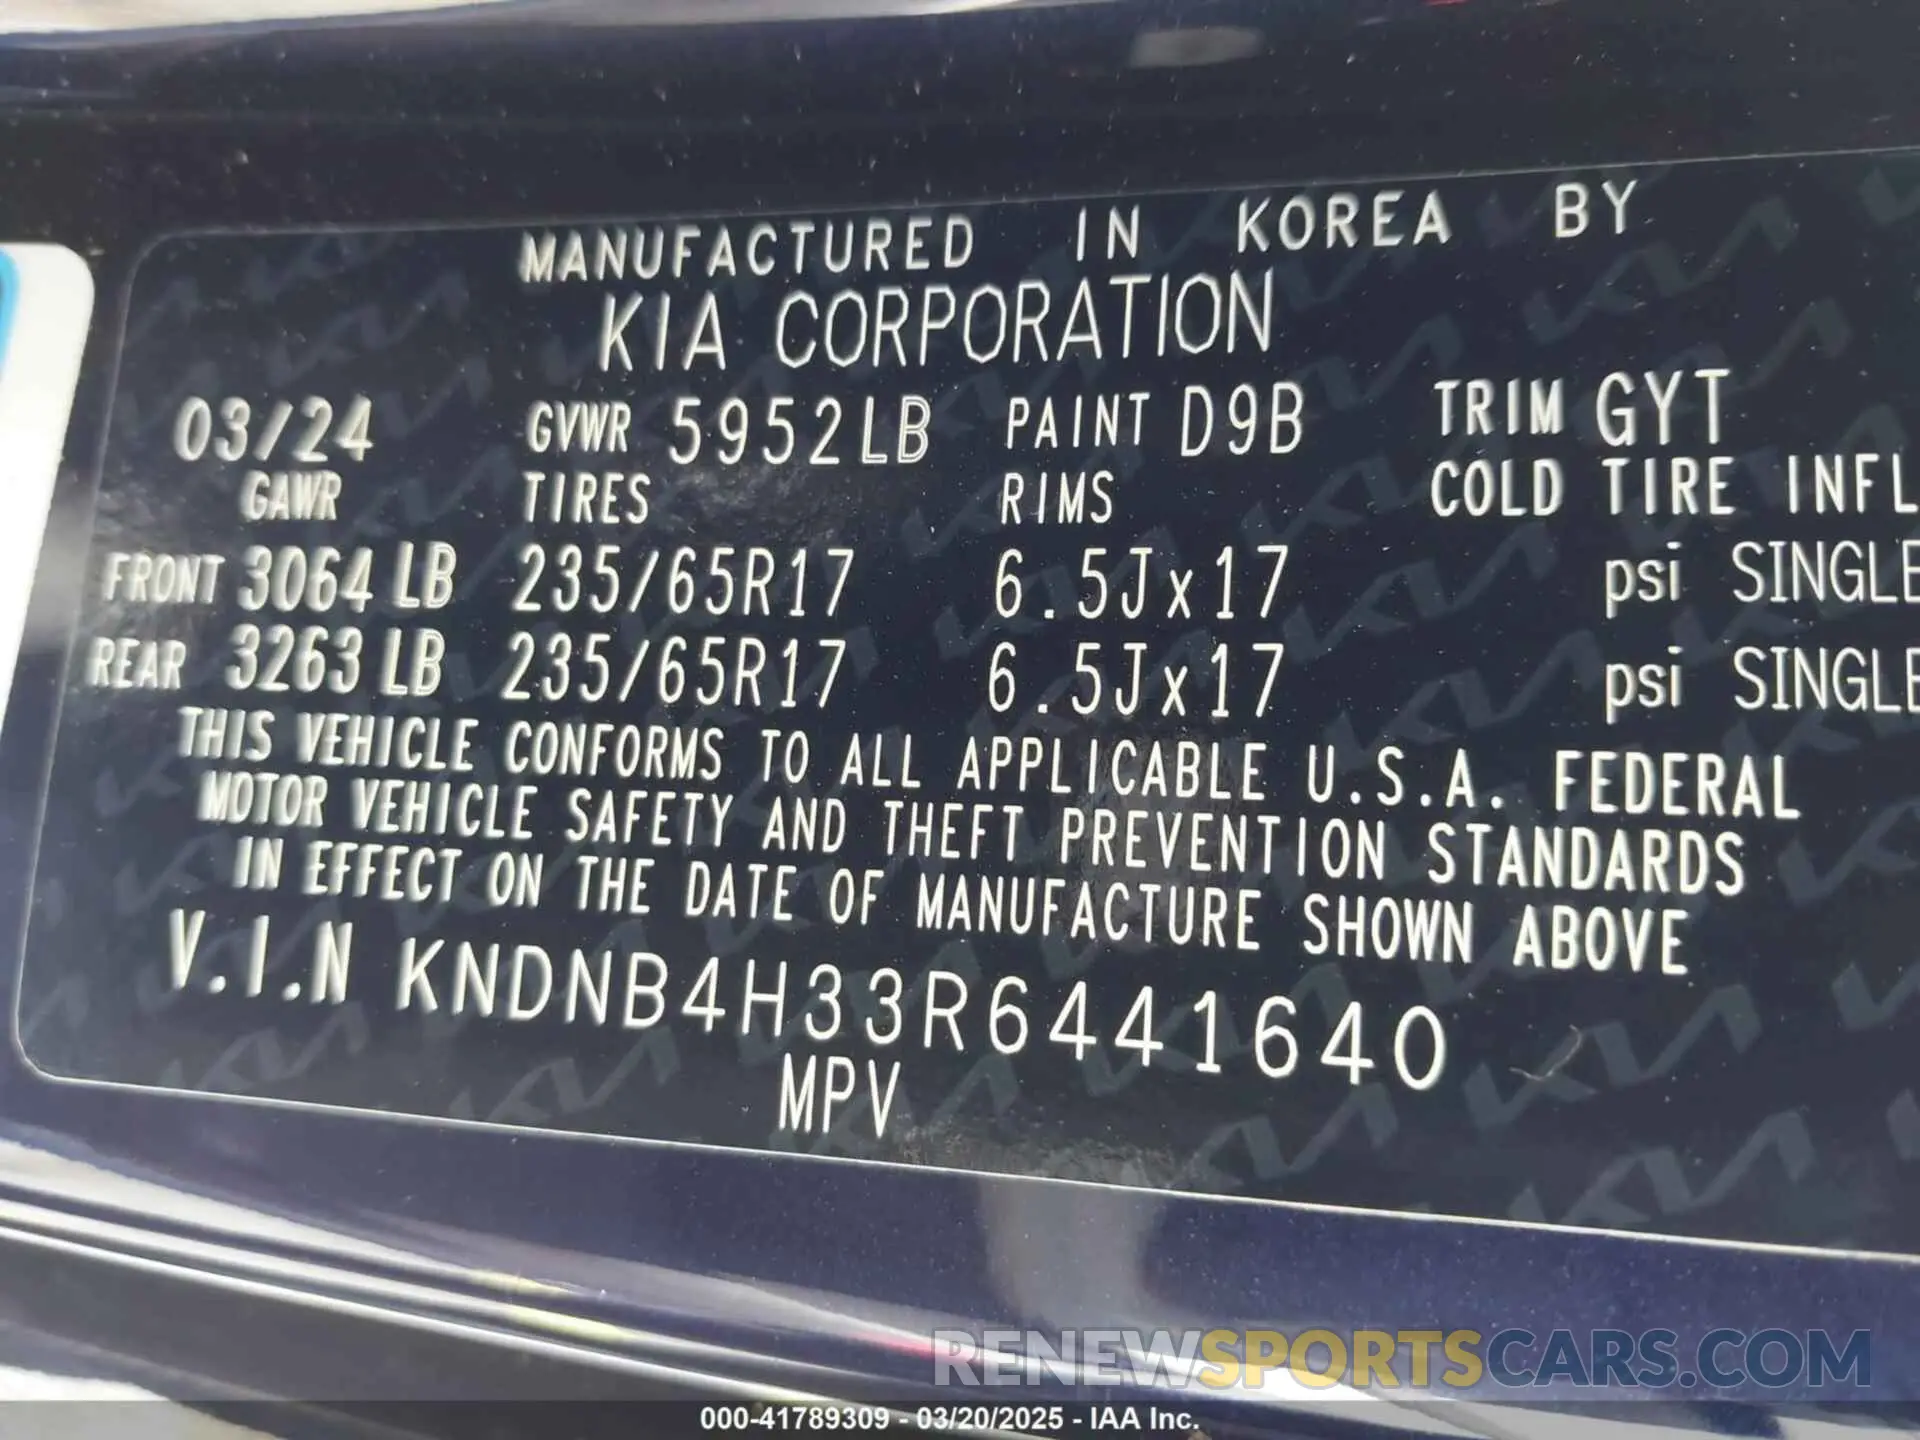 MANUFACTURED IN KOREA BY
KIA CORPORATION
03/24 GVWR 5952LB PAINT D9B TRIM GYT
GAWR TIRES RIMS COLD TIRE INFL
FRONT 3064 LB 235/65R17 6.5Jx17 psi SINGLE
REAR 3263 LB 235/65R17 6.5Jx17 psi SINGLE
THIS VEHICLE CONFORMS TO ALL APPLICABLE U.S.A. FEDERAL
MOTOR VEHICLE SAFETY AND THEFT PREVENTION STANDARDS
IN EFFECT ON THE DATE OF MANUFACTURE SHOWN ABOVE
V.I.N KNDNB4H33R6441640
MPV
RENEWSPORTSCARS.COM
000-41789309 - 03/20/2025 - IAA Inc.